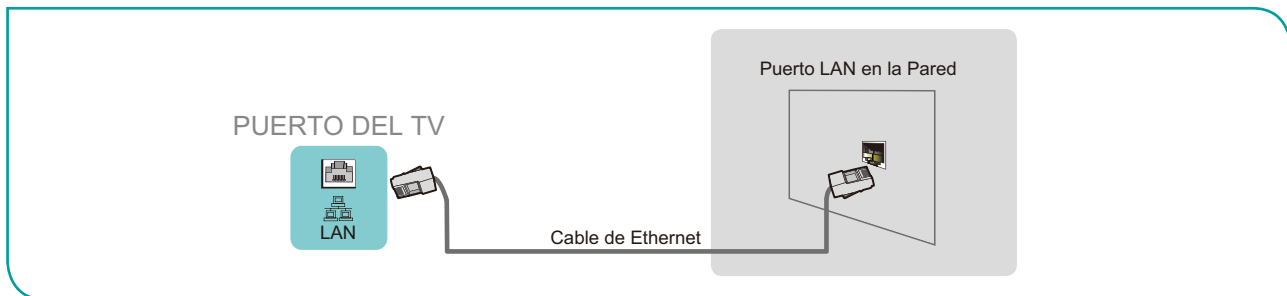 Puerto LAN en la Pared
PUERTO DEL TV
LAN
Cable de Ethernet